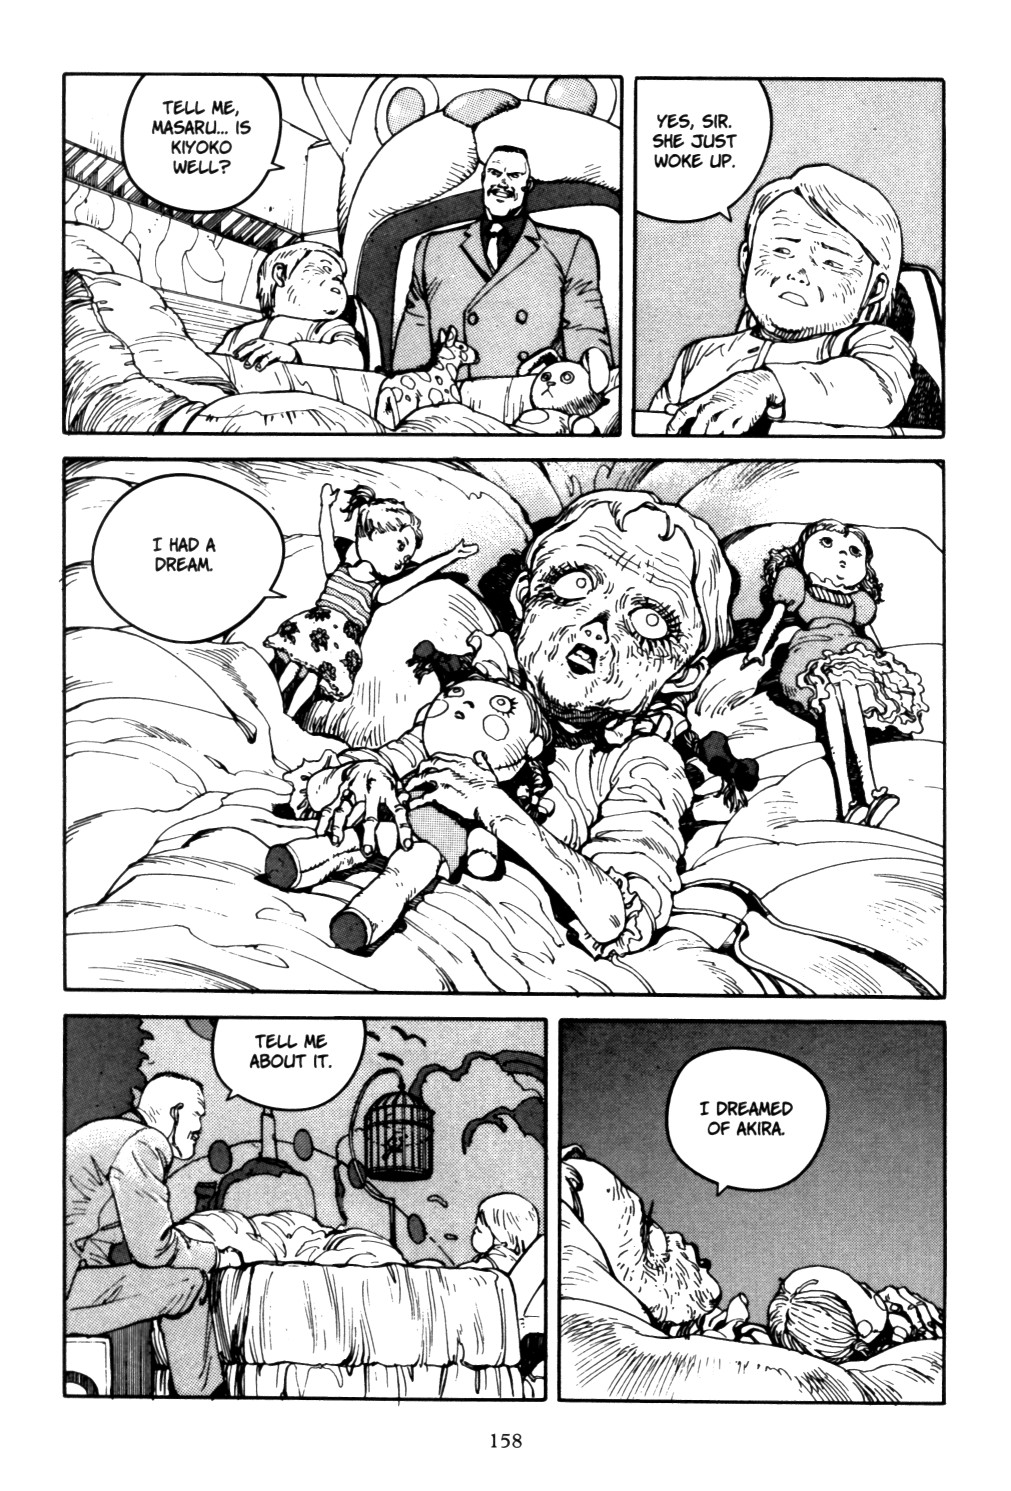 TELL ME,
MASARU... IS
KIYOKO
WELL?
YES, SIR.
SHE JUST
WOKE UP.
I HAD A
DREAM.
TELL ME
ABOUT IT.
I DREAMED
OF AKIRA.
158